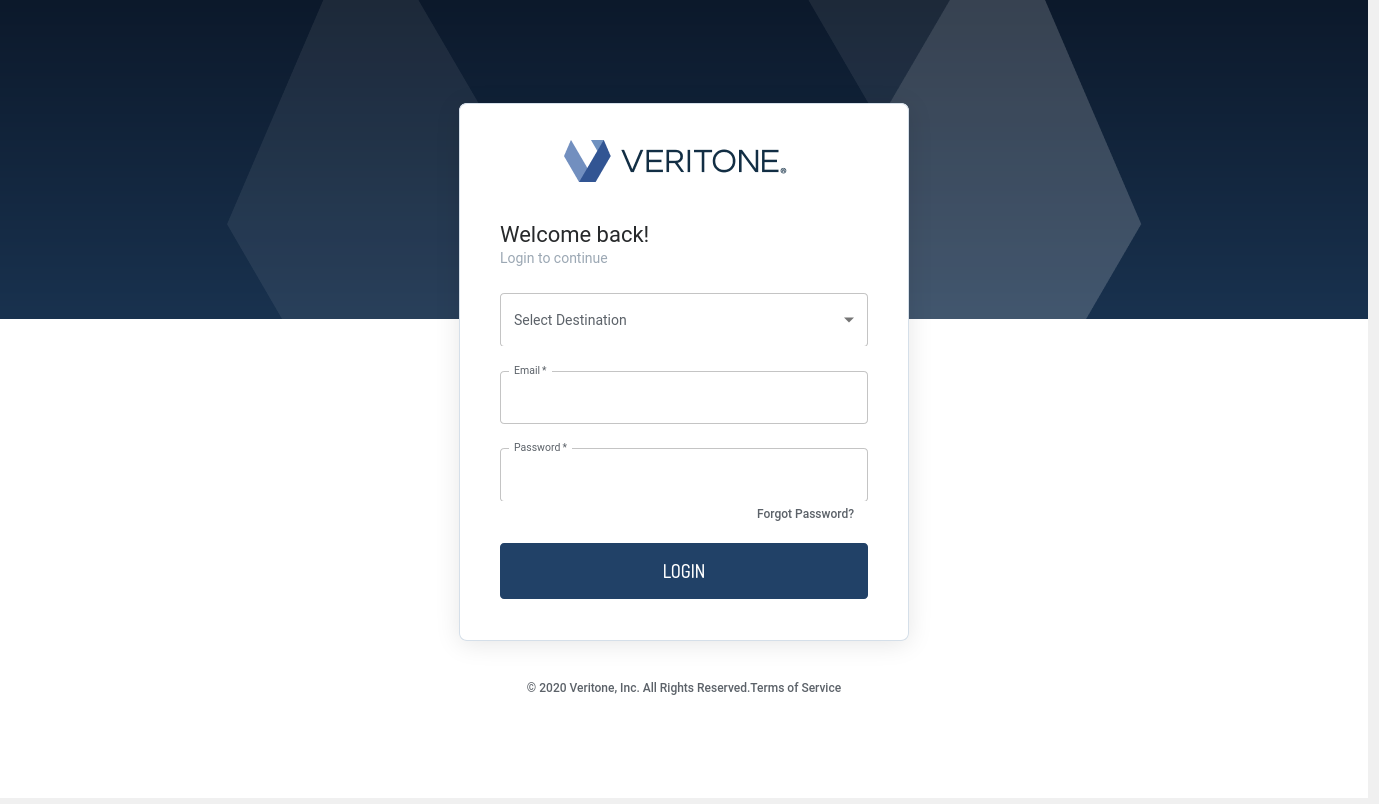 VERITONE®
Welcome back!
Login to continue
Select Destination
Email *
Password *
Forgot Password?
LOGIN
© 2020 Veritone, Inc. All Rights Reserved.Terms of Service